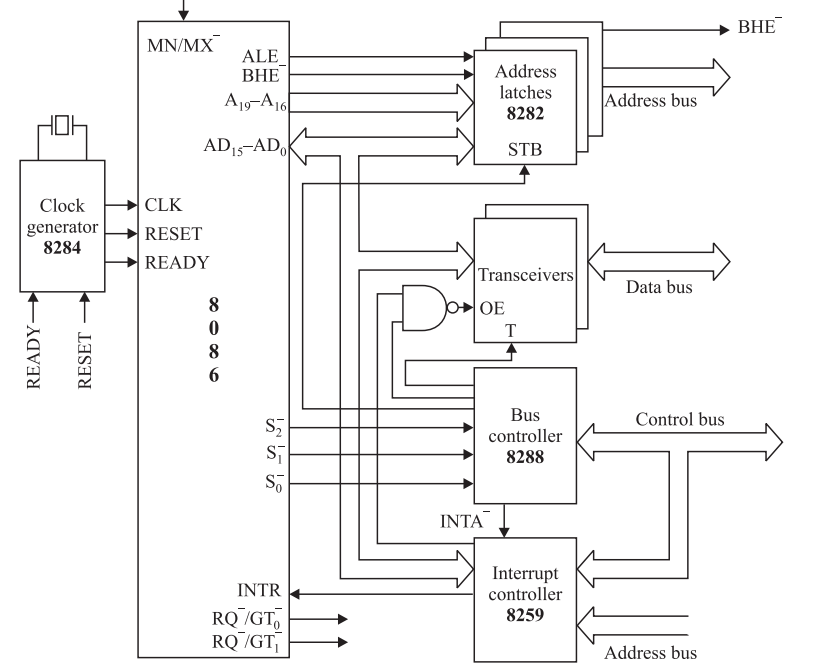 MN/MX¯
ALE
BHE¯
A19–A16
AD15–AD0
Address
latches
8282
STB
BHE¯
Address bus
Clock
generator
8284
CLK
RESET
READY
READY
RESET
8
0
8
6
Transceivers
OE
T
Data bus
S2¯
S1¯
S0¯
Bus
controller
8288
Control bus
INTA¯
INTR
RQ¯/GT0¯
RQ¯/GT1¯
Interrupt
controller
8259
Address bus